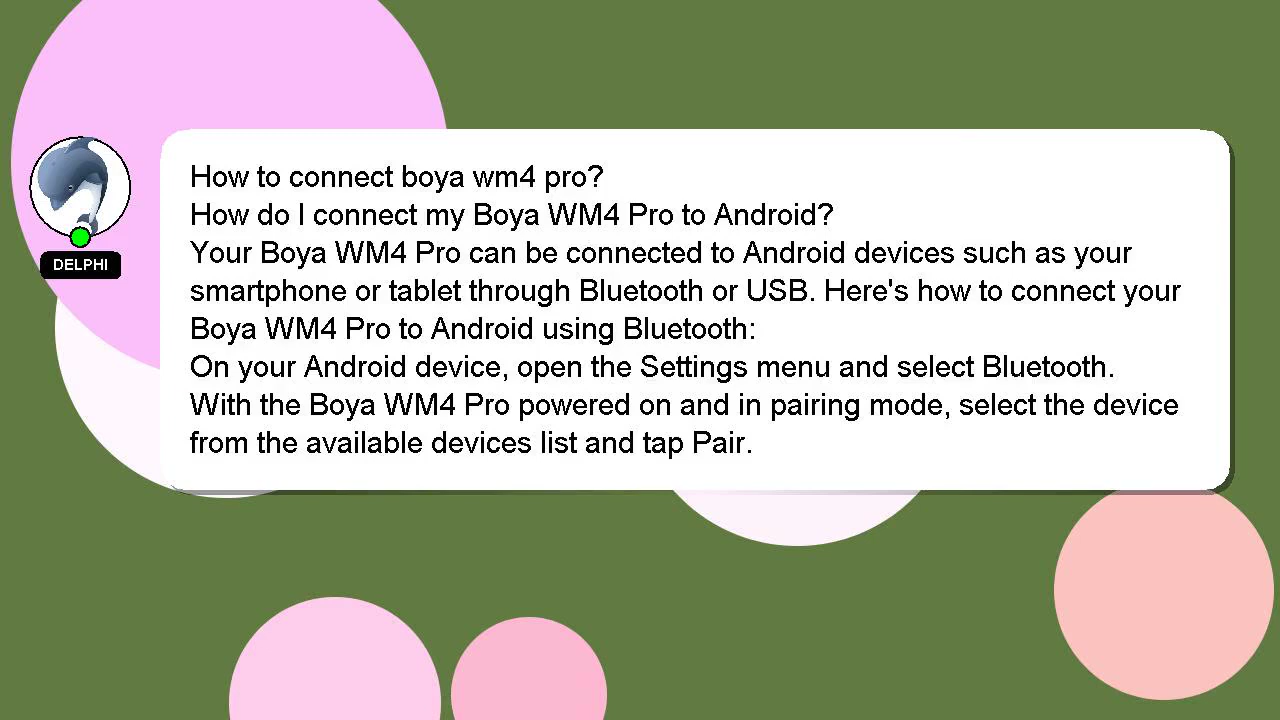 How to connect boya wm4 pro?
How do I connect my Boya WM4 Pro to Android?
Your Boya WM4 Pro can be connected to Android devices such as your
smartphone or tablet through Bluetooth or USB. Here's how to connect your
Boya WM4 Pro to Android using Bluetooth:
On your Android device, open the Settings menu and select Bluetooth.
With the Boya WM4 Pro powered on and in pairing mode, select the device
from the available devices list and tap Pair.
DELPHI